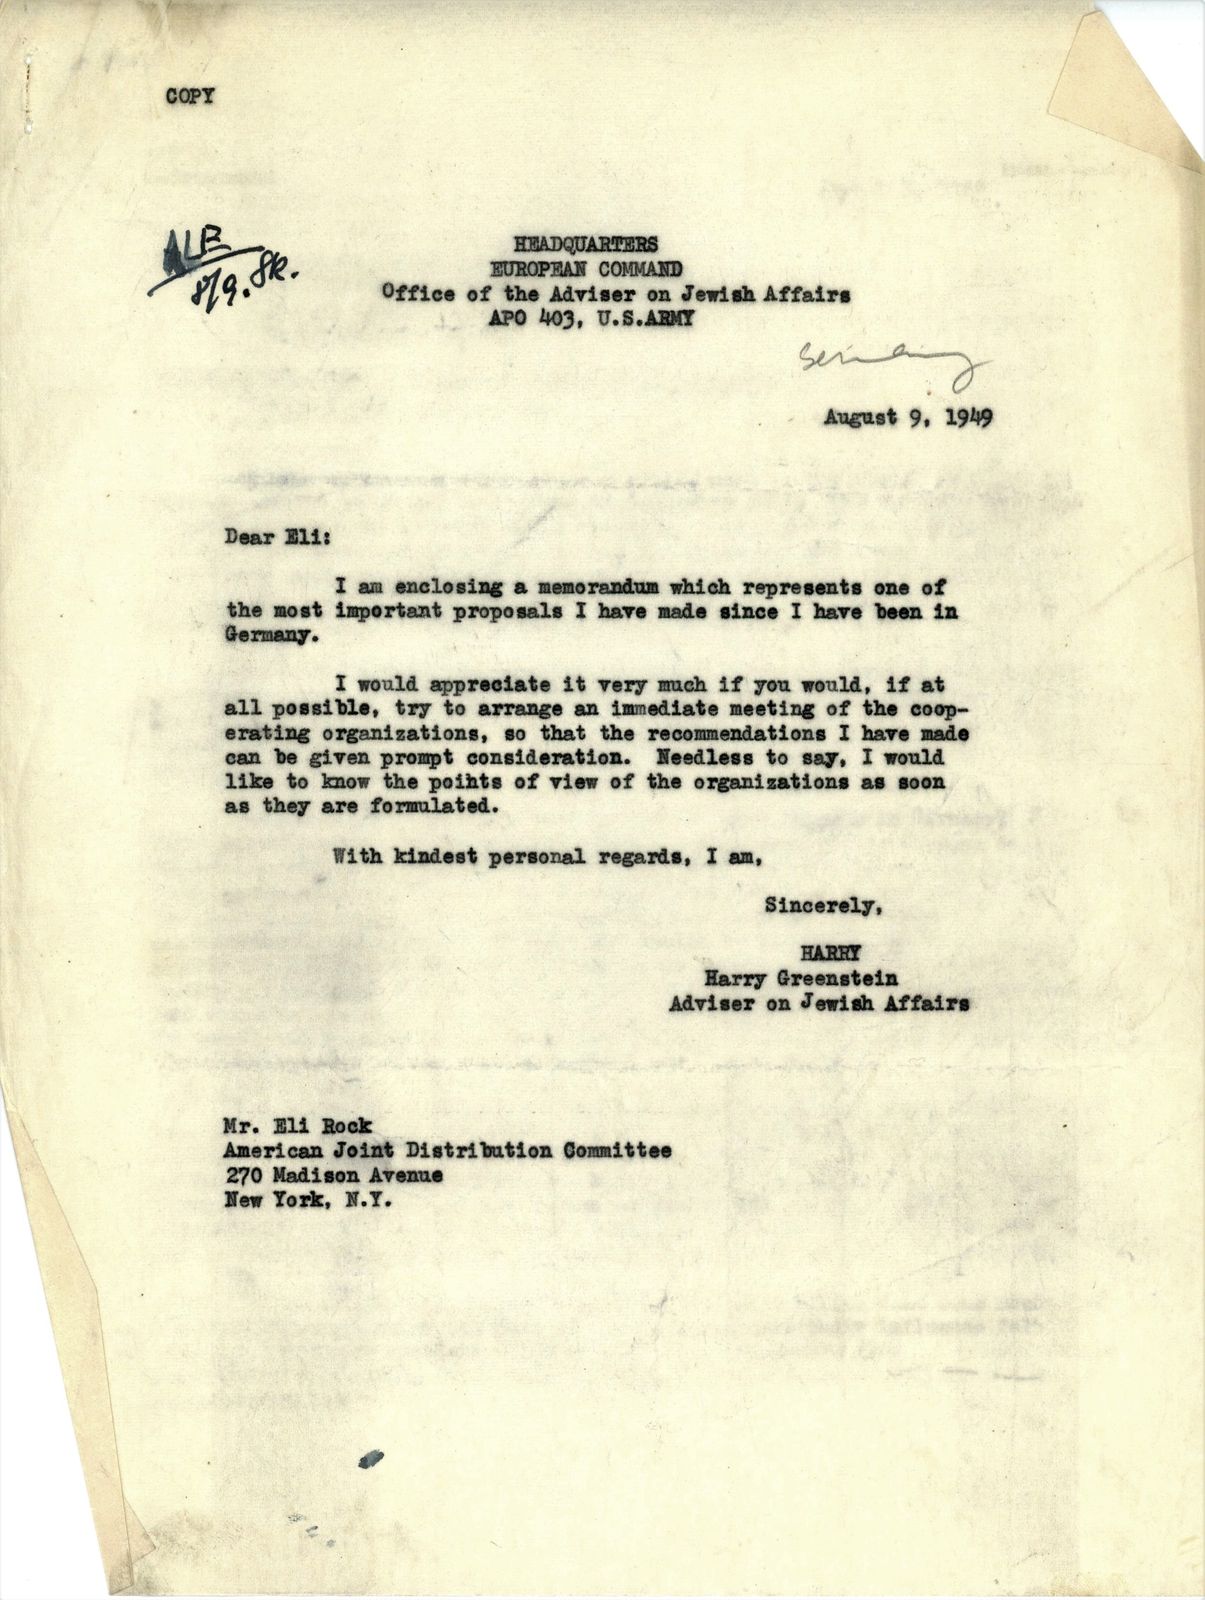 COPY
ALB
8/9. SR.
HEADQUARTERS
EUROPEAN COMMAND
Office of the Adviser on Jewish Affairs
APO 403, U.S.ARMY
Germany
August 9, 1949
Dear Eli:
I am enclosing a memorandum which represents one of
the most important proposals I have made since I have been in
Germany.
I would appreciate it very much if you would, if at
all possible, try to arrange an immediate meeting of the coop-
erating organizations, so that the recommendations I have made
can be given prompt consideration. Needless to say, I would
like to know the poihts of view of the organizations as soon
as they are formulated.
With kindest personal regards, I am,
Sincerely,
HARRY
Harry Greenstein
Adviser on Jewish Affairs
Mr. Eli Rock
American Joint Distribution Committee
270 Madison Avenue
New York, N.Y.